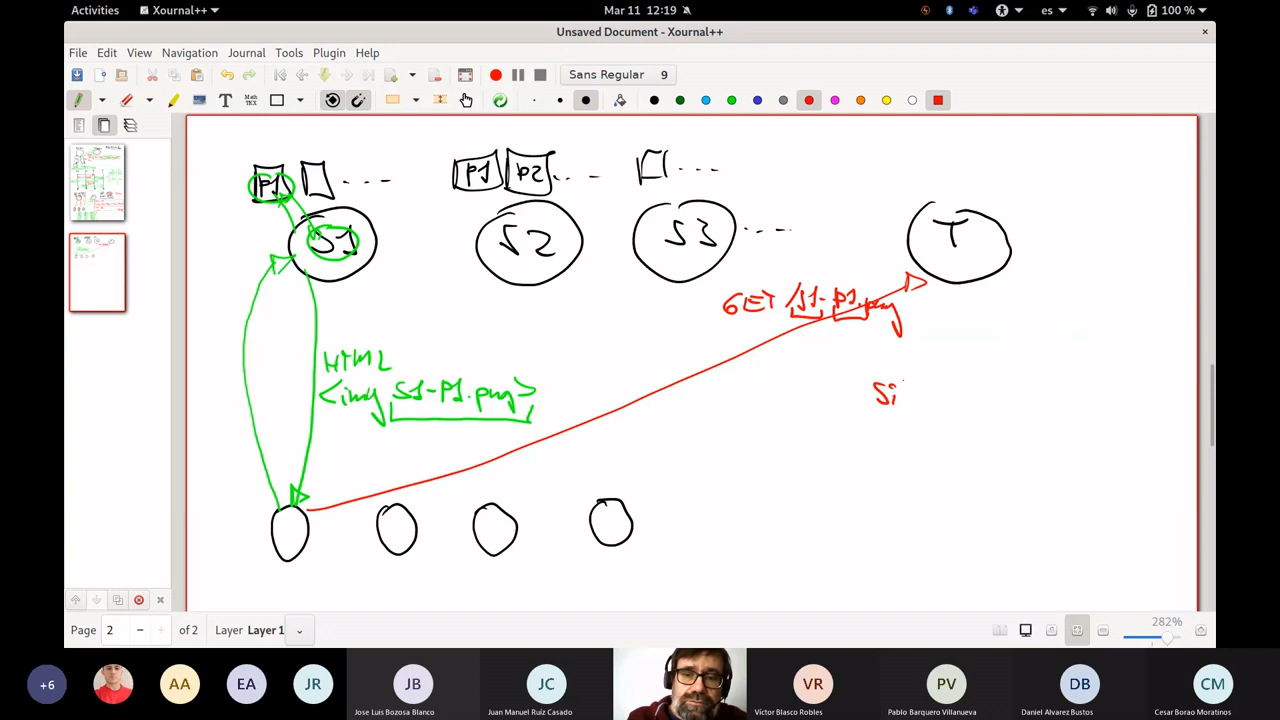 Activities
Xournal++
Mar 11 12:19
es
100 %
Unsaved Document - Xournal++
File Edit View Navigation Journal Tools Plugin Help
Sans Regular 9
P1
P1 P2
S1
S2
S3
T
GET /S1-P1.png
HTML
<img S1-P1.png>
Si
Page 2 of 2 Layer Layer 1
282%
+6
AA
EA
JR
JB
JC
VR
PV
DB
CM
Jose Luis Bozosa Blanco
Juan Manuel Ruíz Casado
Víctor Blasco Robles
Pablo Barquero Villanueva
Daniel Alvarez Bustos
Cesar Borao Moratinos